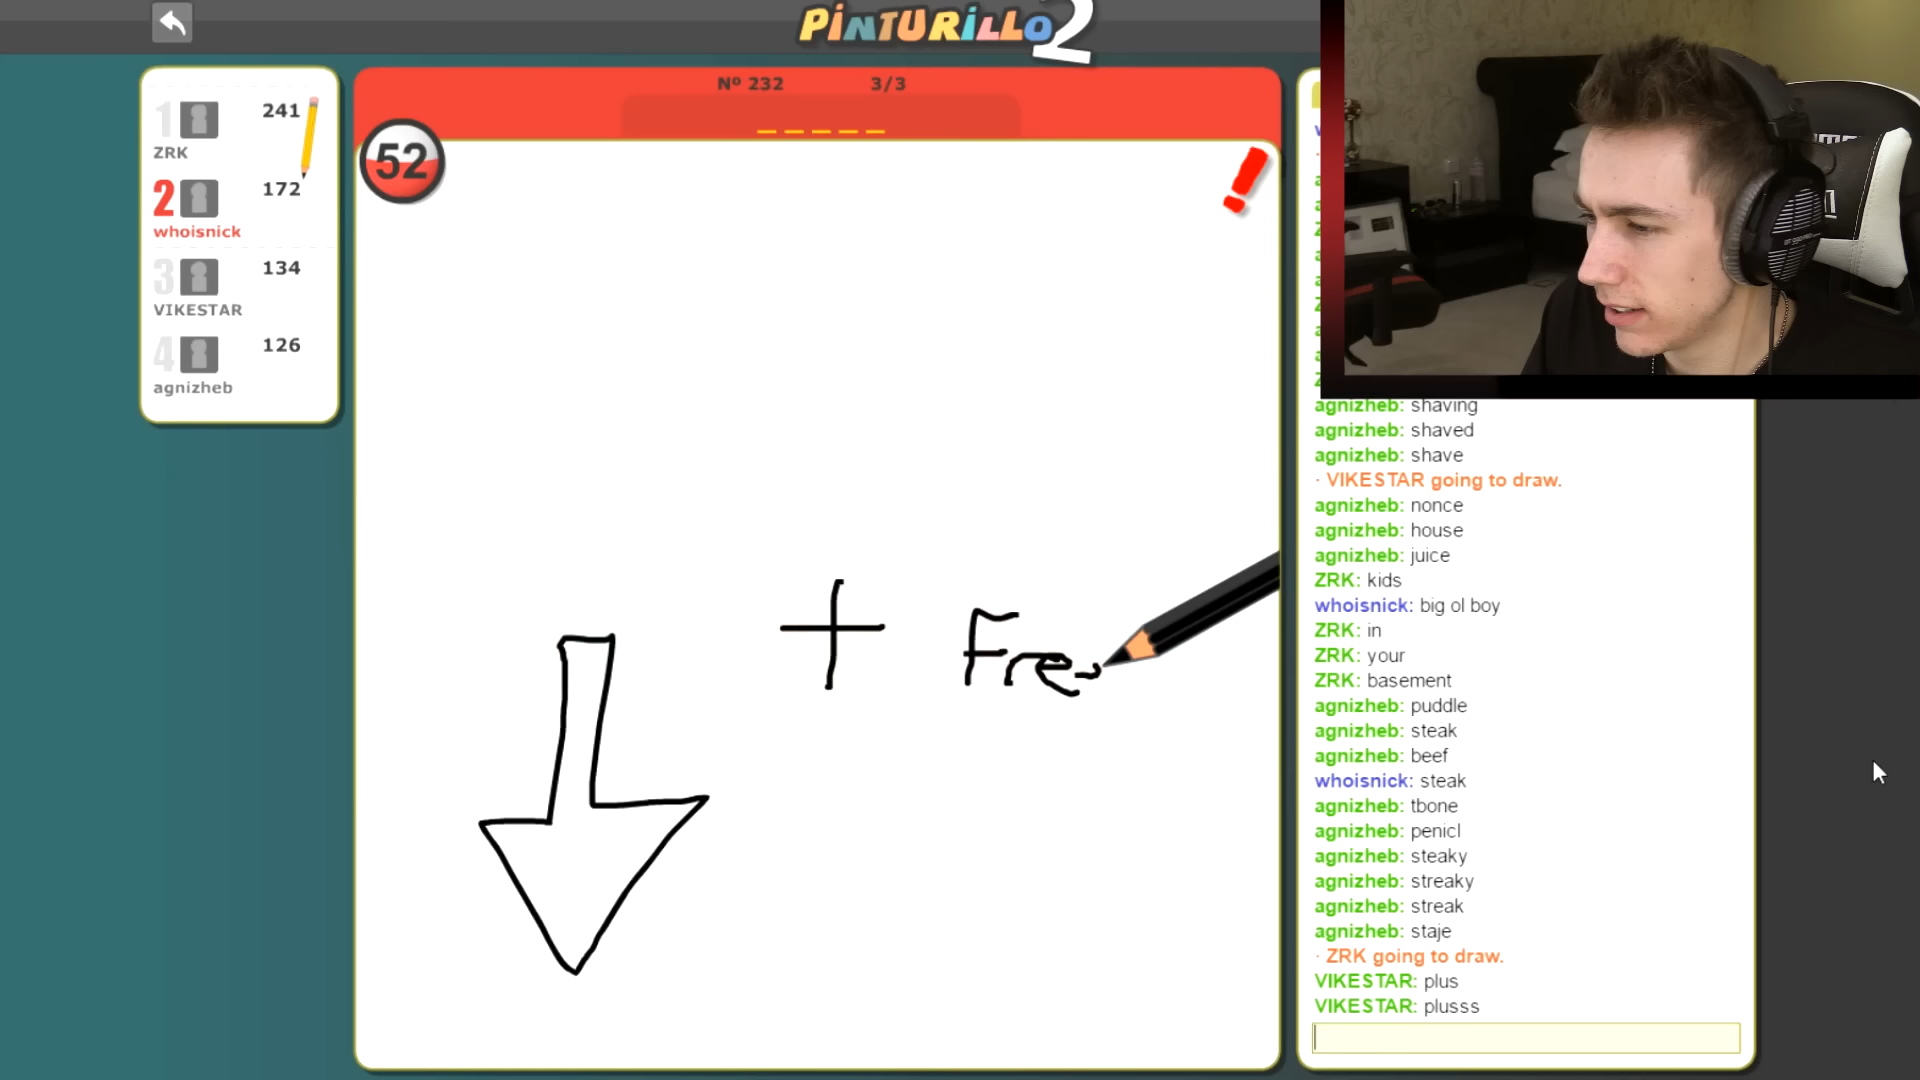 PiNTURiLLO 2
Nº 232 3/3
_ _ _ _ _
52
1 241
ZRK
2 172
whoisnick
3 134
VIKESTAR
4 126
agnizheb
+ Fre
agnizheb: shaving
agnizheb: shaved
agnizheb: shave
· VIKESTAR going to draw.
agnizheb: nonce
agnizheb: house
agnizheb: juice
ZRK: kids
whoisnick: big ol boy
ZRK: in
ZRK: your
ZRK: basement
agnizheb: puddle
agnizheb: steak
agnizheb: beef
whoisnick: steak
agnizheb: tbone
agnizheb: penicl
agnizheb: steaky
agnizheb: streaky
agnizheb: streak
agnizheb: staje
· ZRK going to draw.
VIKESTAR: plus
VIKESTAR: plusss